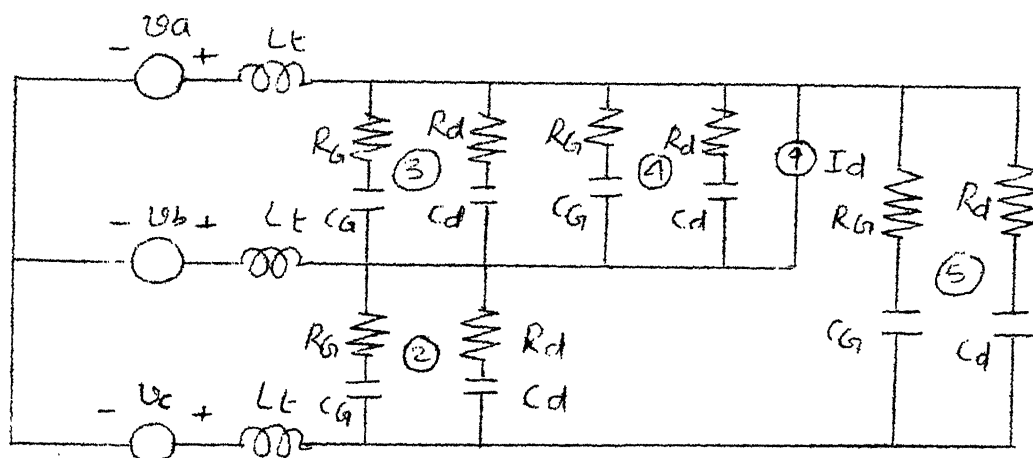 - va + Lt
RG Rd RG Rd Id
③ ④
CG Cd CG Cd RG Rd
- vb + Lt
⑤
RG ② Rd CG Cd
CG Cd
- vc + Lt